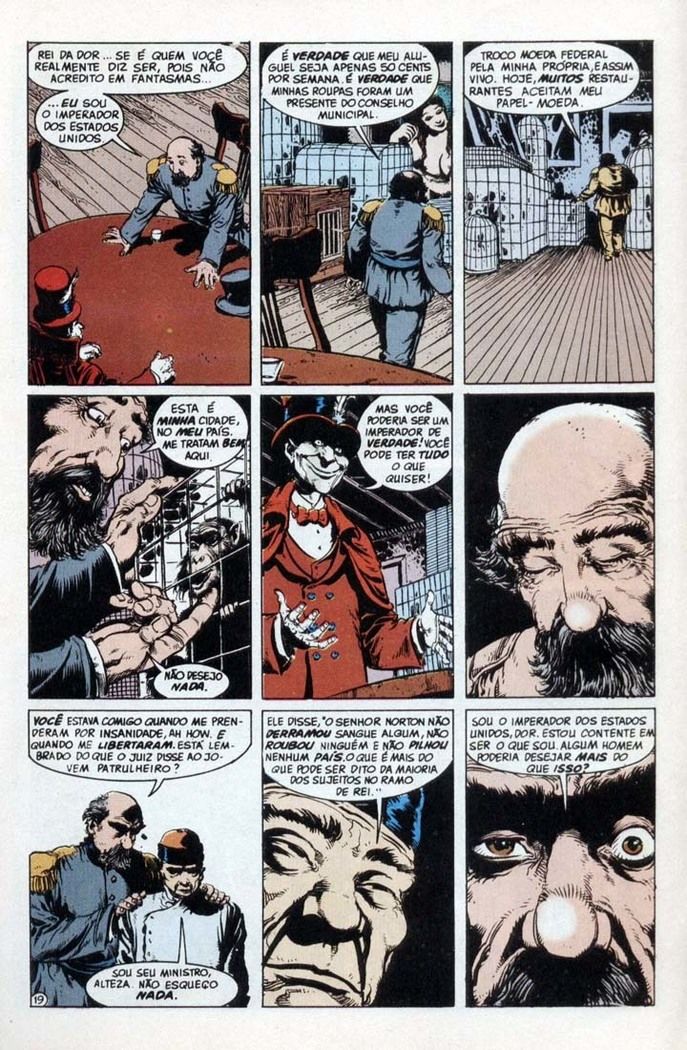 REI DA DOR... SE É QUEM VOCÊ
REALMENTE DIZ SER, POIS NÃO
ACREDITO EM FANTASMAS...
...EU SOU
O IMPERADOR
DOS ESTADOS
UNIDOS.
É VERDADE QUE MEU ALU-
GUEL SEJA APENAS 50 CENTS
POR SEMANA. É VERDADE QUE
MINHAS ROUPAS FORAM UM
PRESENTE DO CONSELHO
MUNICIPAL.
TROCO MOEDA FEDERAL
PELA MINHA PRÓPRIA, E ASSIM
VIVO. HOJE, MUITOS RESTAU-
RANTES ACEITAM MEU
PAPEL-MOEDA.
ESTA É
MINHA CIDADE,
NO MEU PAÍS.
ME TRATAM BEM
AQUI.
NÃO DESEJO
NADA.
MAS VOCÊ
PODERIA SER UM
IMPERADOR DE
VERDADE! VOCÊ
PODE TER TUDO
O QUE
QUISER!
VOCÊ ESTAVA COMIGO QUANDO ME PREN-
DERAM POR INSANIDADE, AH HOW. E
QUANDO ME LIBERTARAM. ESTÁ LEM-
BRADO DO QUE O JUIZ DISSE AO JO-
VEM PATRULHEIRO?
SOU SEU MINISTRO,
ALTEZA. NÃO ESQUEÇO
NADA.
ELE DISSE, "O SENHOR NORTON NÃO
DERRAMOU SANGUE ALGUM, NÃO
ROUBOU NINGUÉM E NÃO PILHOU
NENHUM PAÍS, O QUE É MAIS DO
QUE PODE SER DITO DA MAIORIA
DOS SUJEITOS NO RAMO
DE REI."
SOU O IMPERADOR DOS ESTADOS
UNIDOS, DOR. ESTOU CONTENTE EM
SER O QUE SOU. ALGUM HOMEM
PODERIA DESEJAR MAIS DO
QUE ISSO?
19